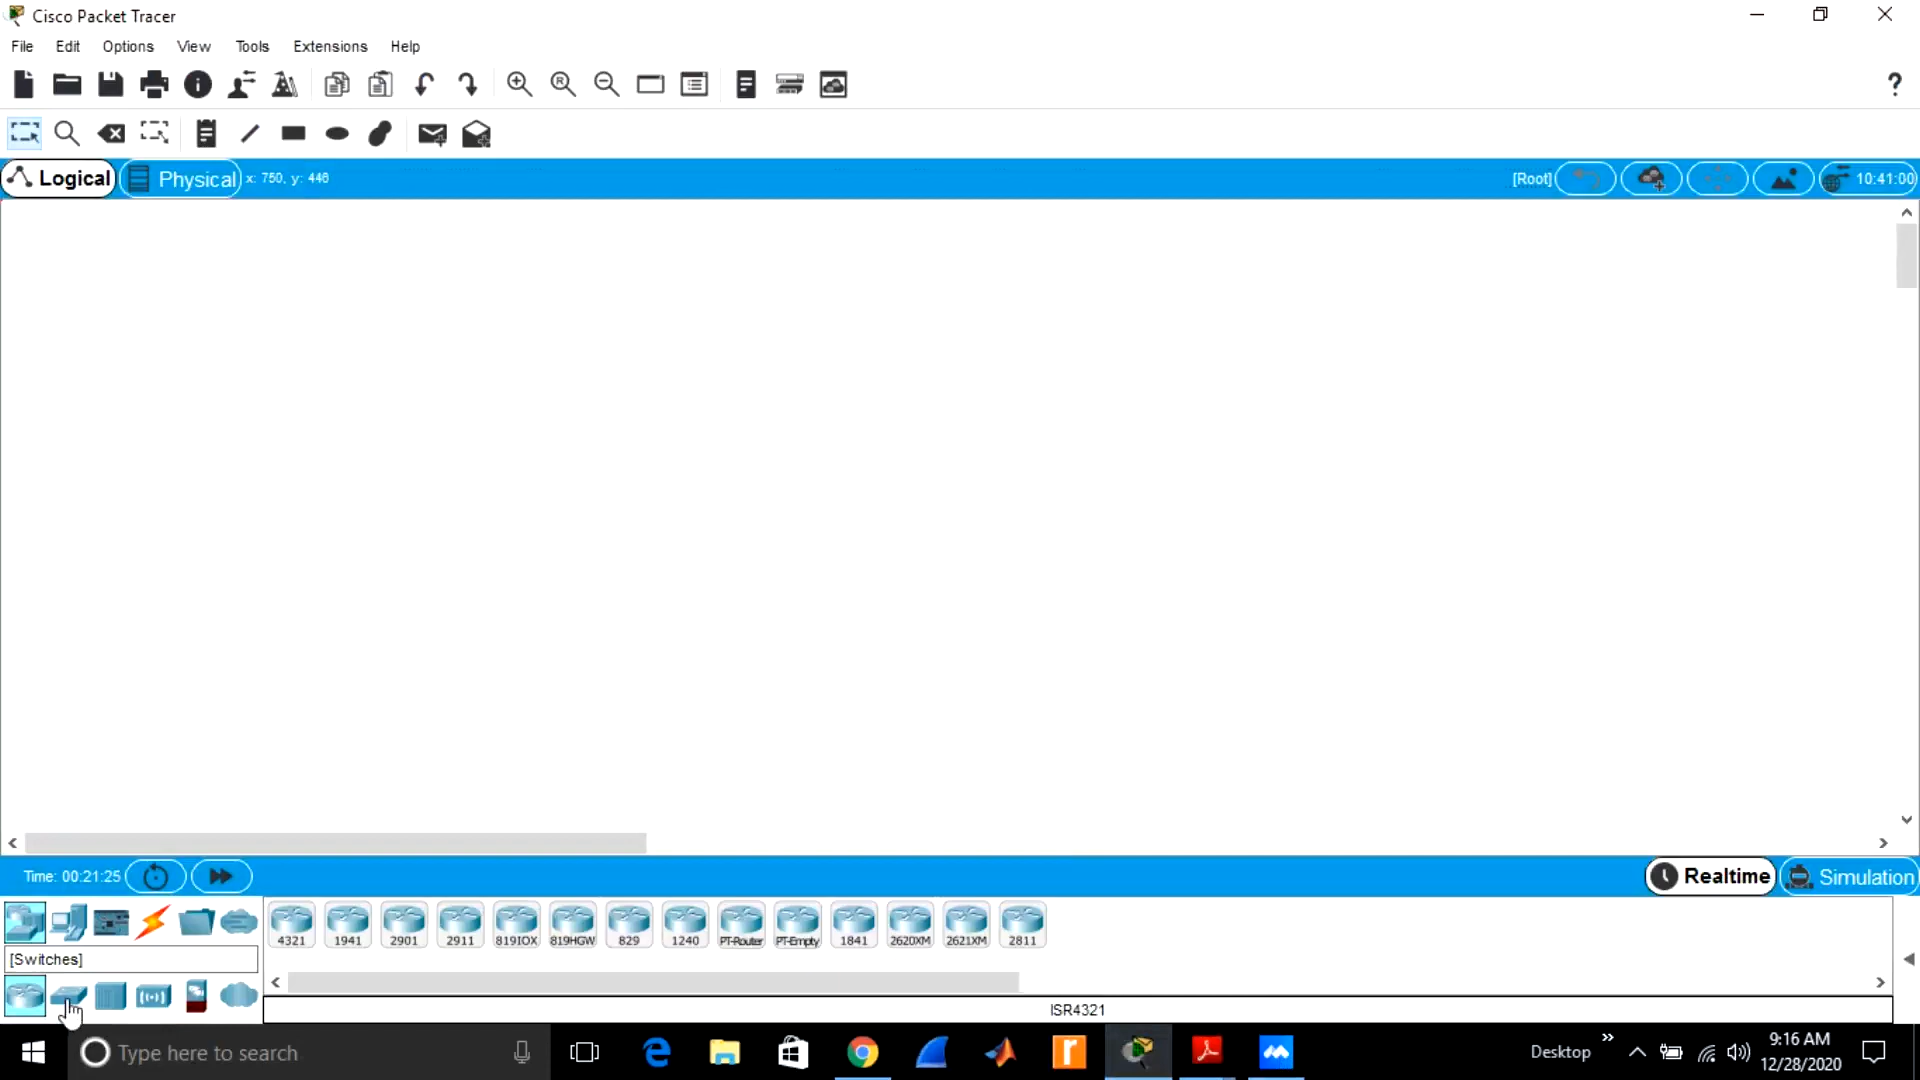 Cisco Packet Tracer
File Edit Options View Tools Extensions Help
Logical Physical x: 750, y: 446 [Root] 10:41:00
Time: 00:21:25 Realtime Simulation
4321 1941 2901 2911 819IOX 819HGW 829 1240 PT-Router PT-Empty 1841 2620XM 2621XM 2811
[Switches]
ISR4321
Type here to search
Desktop
9:16 AM
12/28/2020